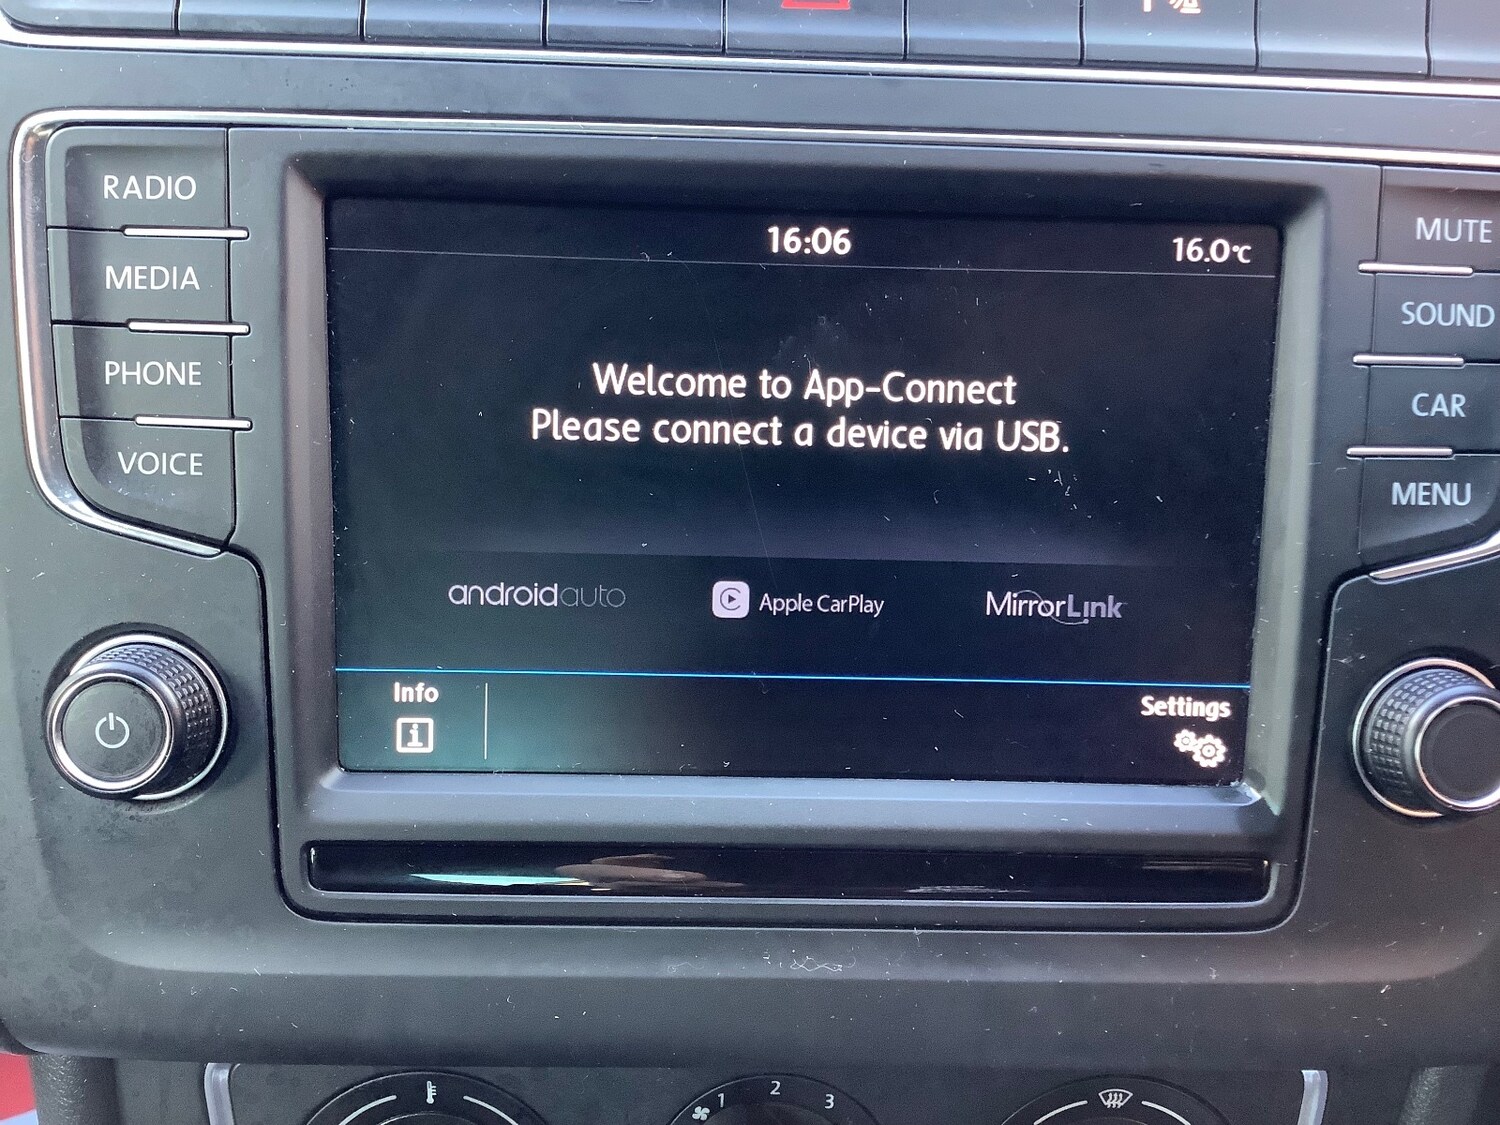 RADIO
MEDIA
PHONE
VOICE
16:06
16.0°C
Welcome to App-Connect
Please connect a device via USB.
androidauto
Apple CarPlay
MirrorLink
Info
i
Settings
MUTE
SOUND
CAR
MENU
1 2 3